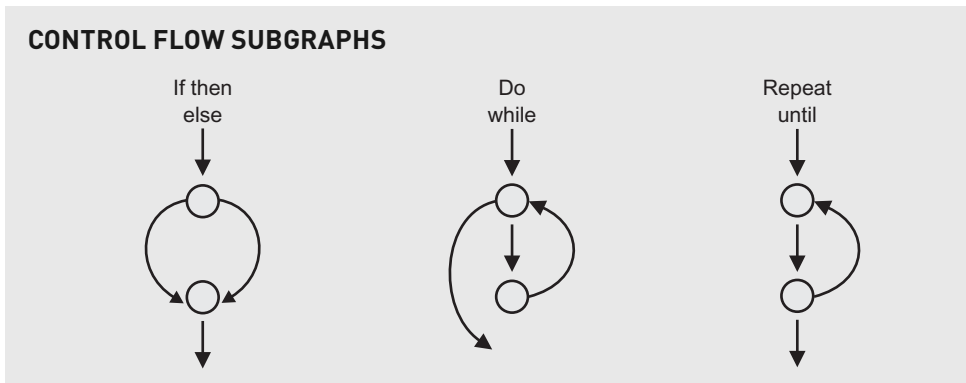 CONTROL FLOW SUBGRAPHS
If then
else
Do
while
Repeat
until